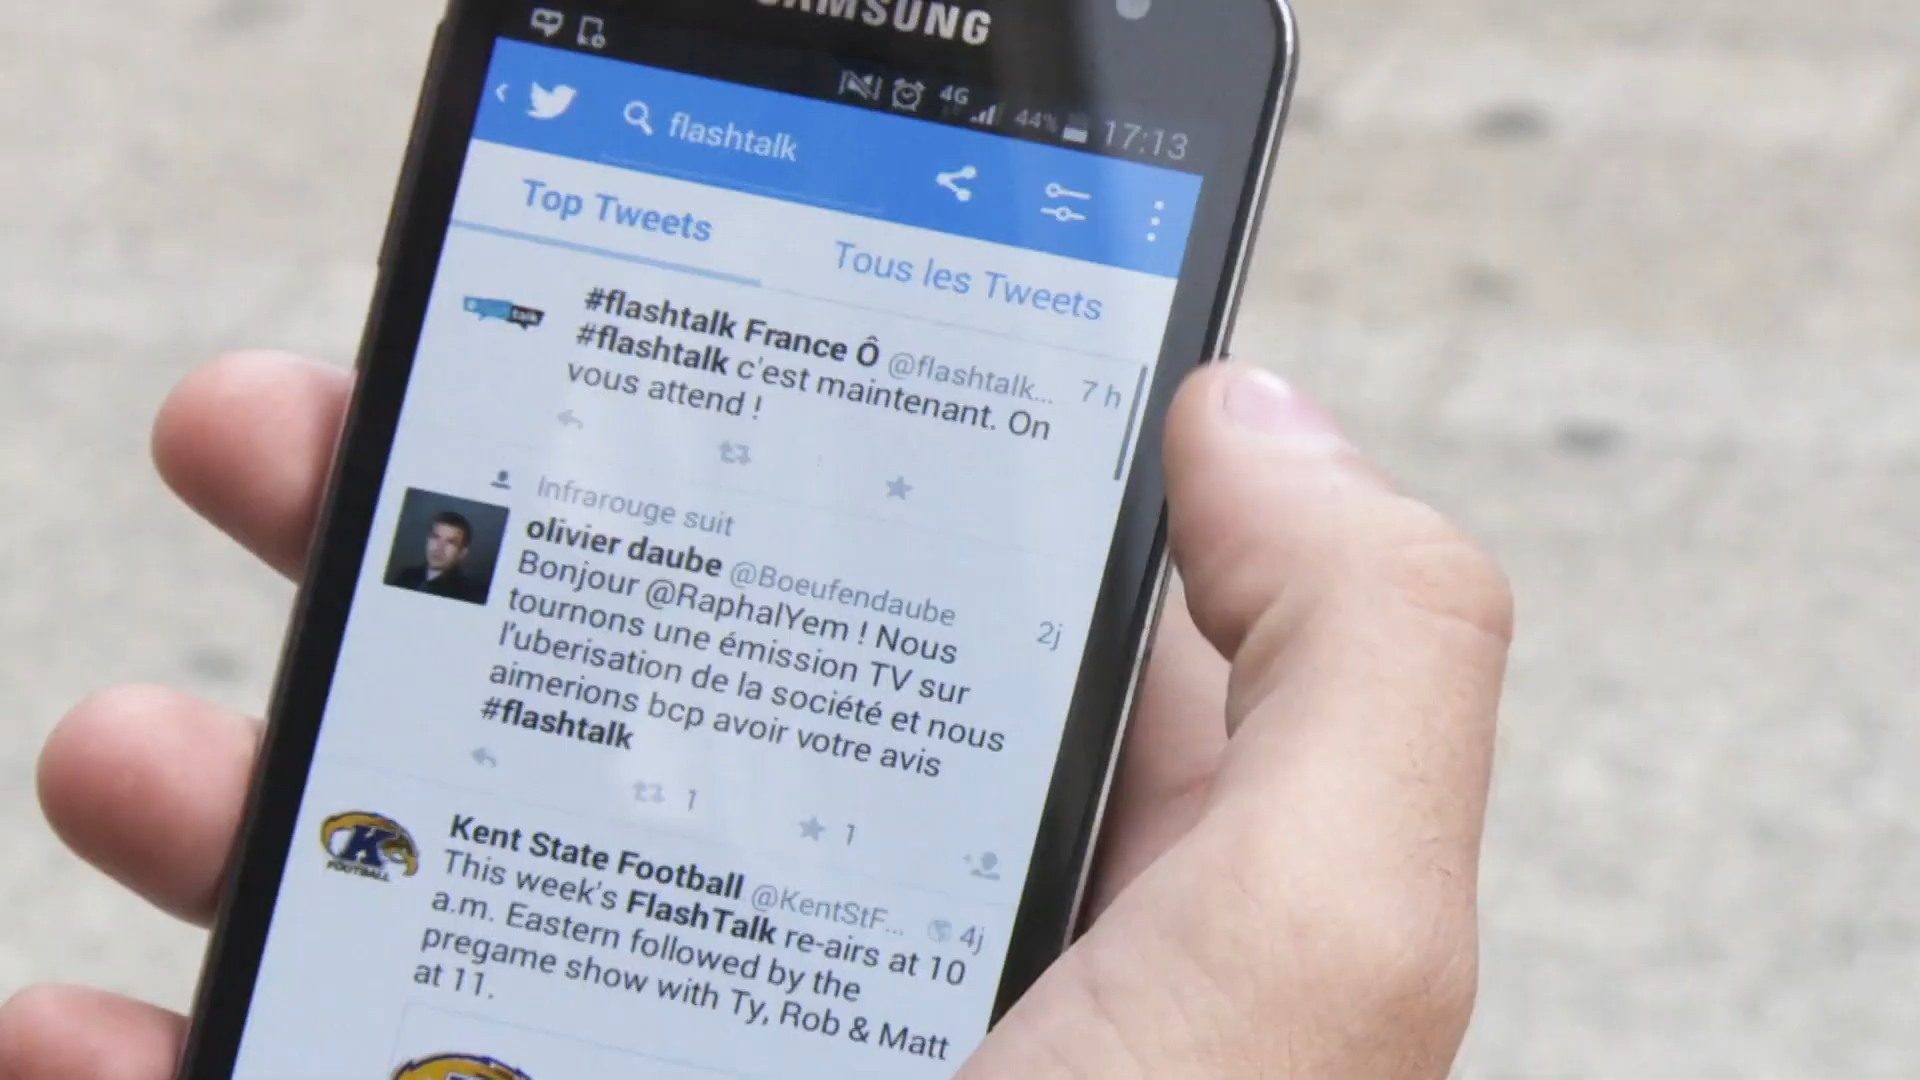 SAMSUNG
4G 44% 17:13
flashtalk
Top Tweets
Tous les Tweets
talk
#flashtalk France Ô @flashtalk... 7 h
#flashtalk c'est maintenant. On
vous attend !
Infrarouge suit
olivier daube @Boeufendaube 2j
Bonjour @RaphalYem ! Nous
tournons une émission TV sur
l'uberisation de la société et nous
aimerions bcp avoir votre avis
#flashtalk
1 1
K
FOOTBALL
Kent State Football @KentStF... 4j
This week's FlashTalk re-airs at 10
a.m. Eastern followed by the
pregame show with Ty, Rob & Matt
at 11.